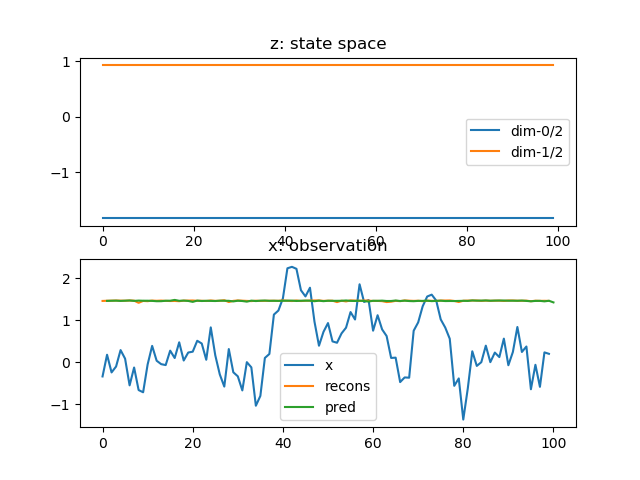 z: state space
1
0
−1
dim-0/2
dim-1/2
0 20 40 60 80 100
x: observation
2
1
0
−1
x
recons
pred
0 20 40 60 80 100